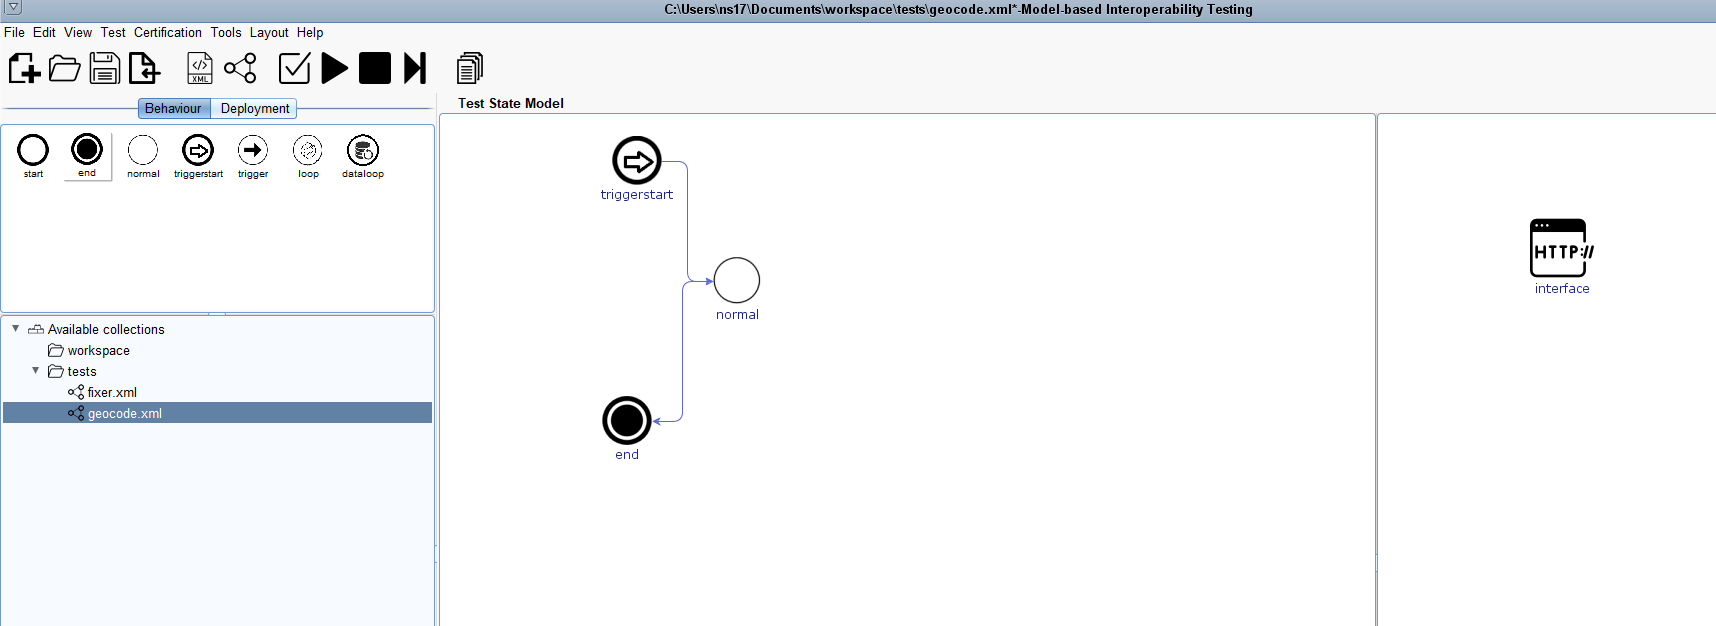 C:\Users\ns17\Documents\workspace\tests\geocode.xml*-Model-based Interoperability Testing
File Edit View Test Certification Tools Layout Help
</>
XML
Behaviour Deployment
start end normal triggerstart trigger loop dataloop
Available collections
workspace
tests
fixer.xml
geocode.xml
Test State Model
triggerstart
normal
end
HTTP://
interface